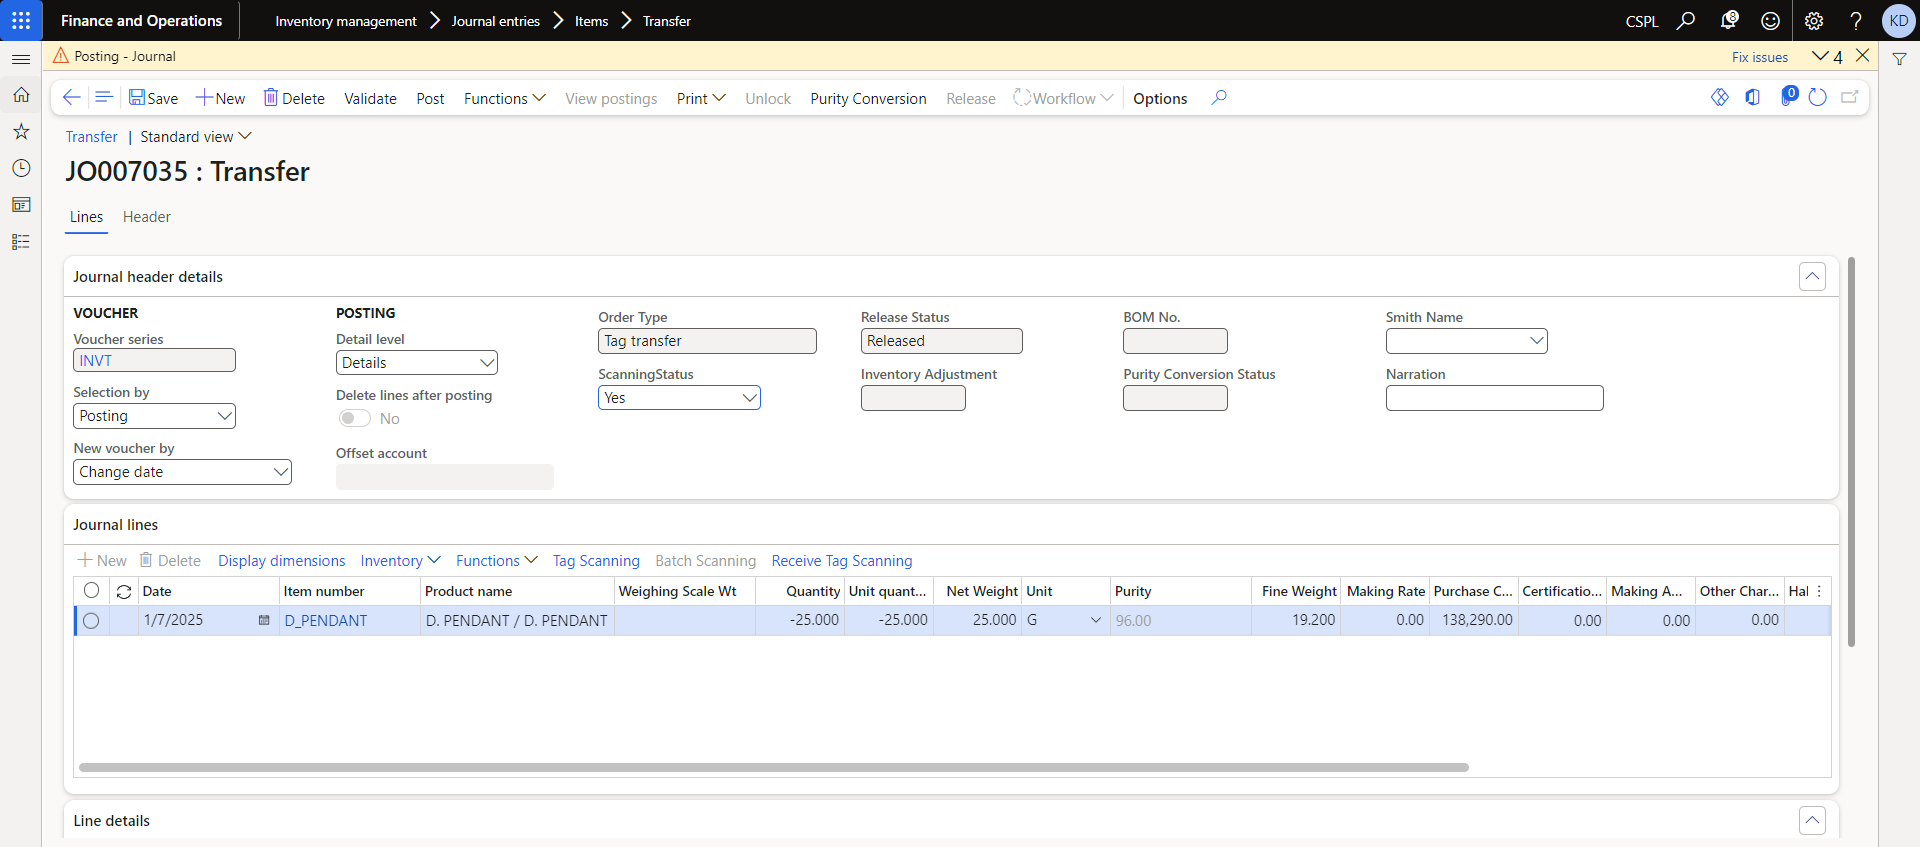 Finance and Operations
Inventory management > Journal entries > Items > Transfer
CSPL
8
KD
Posting - Journal
Fix issues
4
Save
New
Delete
Validate
Post
Functions
View postings
Print
Unlock
Purity Conversion
Release
Workflow
Options
0
Transfer | Standard view
JO007035 : Transfer
Lines
Header
Journal header details
VOUCHER
Voucher series
INVT
Selection by
Posting
New voucher by
Change date
POSTING
Detail level
Details
Delete lines after posting
No
Offset account
Order Type
Tag transfer
ScanningStatus
Yes
Release Status
Released
Inventory Adjustment
BOM No.
Purity Conversion Status
Smith Name
Narration
Journal lines
New
Delete
Display dimensions
Inventory
Functions
Tag Scanning
Batch Scanning
Receive Tag Scanning
Date Item number Product name Weighing Scale Wt Quantity Unit quant... Net Weight Unit Purity Fine Weight Making Rate Purchase C... Certificatio... Making A... Other Char... Hal
1/7/2025 D_PENDANT D. PENDANT / D. PENDANT -25.000 -25.000 25.000 G 96.00 19.200 0.00 138,290.00 0.00 0.00 0.00
Line details